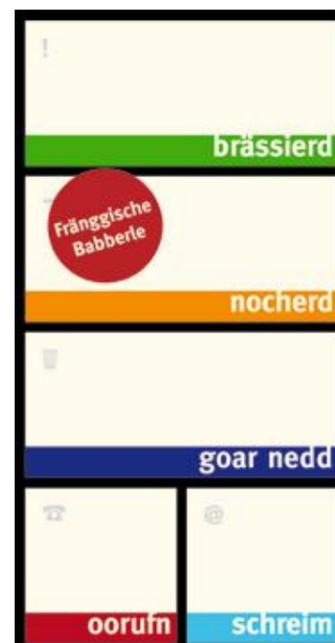 !
brässierd
Fränggische
Babberle
nocherd
goar nedd
@
oorufn
schreim